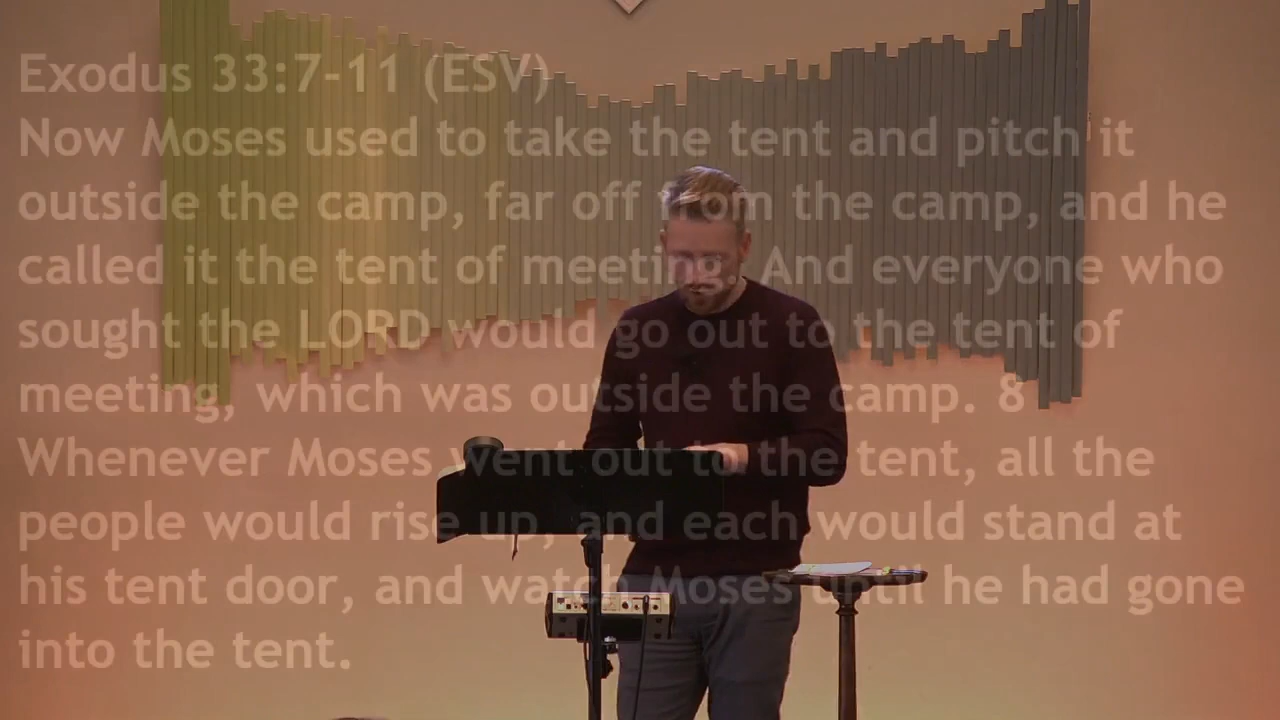 Exodus 33:7-11 (ESV)
Now Moses used to take the tent and pitch it
outside the camp, far off from the camp, and he
called it the tent of meeting. And everyone who
sought the LORD would go out to the tent of
meeting, which was outside the camp. 8
Whenever Moses went out to the tent, all the
people would rise up, and each would stand at
his tent door, and watch Moses until he had gone
into the tent.